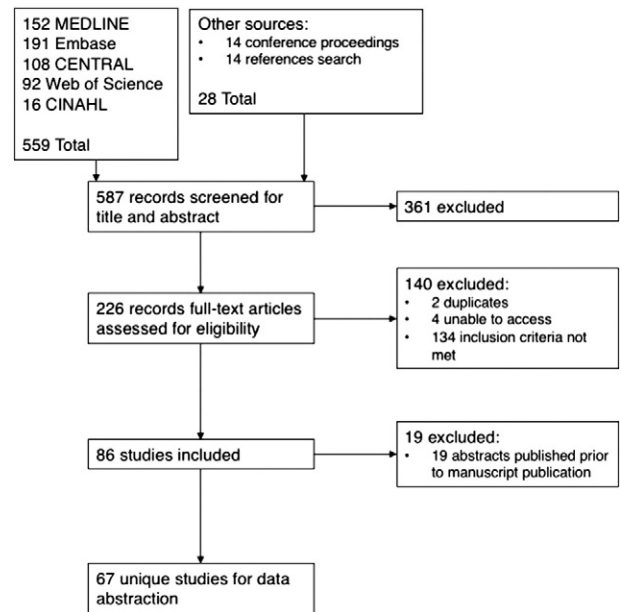 152 MEDLINE
191 Embase
108 CENTRAL
92 Web of Science
16 CINAHL
559 Total
Other sources:
• 14 conference proceedings
• 14 references search
28 Total
587 records screened for
title and abstract
361 excluded
226 records full-text articles
assessed for eligibility
140 excluded:
• 2 duplicates
• 4 unable to access
• 134 inclusion criteria not
met
86 studies included
19 excluded:
• 19 abstracts published prior
to manuscript publication
67 unique studies for data
abstraction